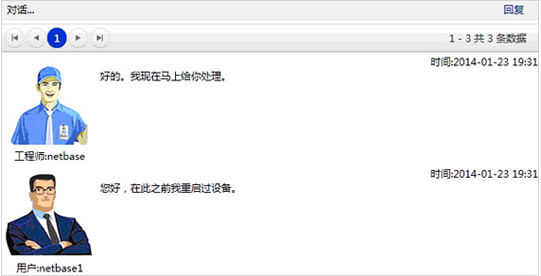 对话... 回复
1 1 - 3 共 3 条数据
时间:2014-01-23 19:31
好的。我现在马上给你处理。
工程师:netbase
时间:2014-01-23 19:31
您好，在此之前我重启过设备。
用户:netbase1